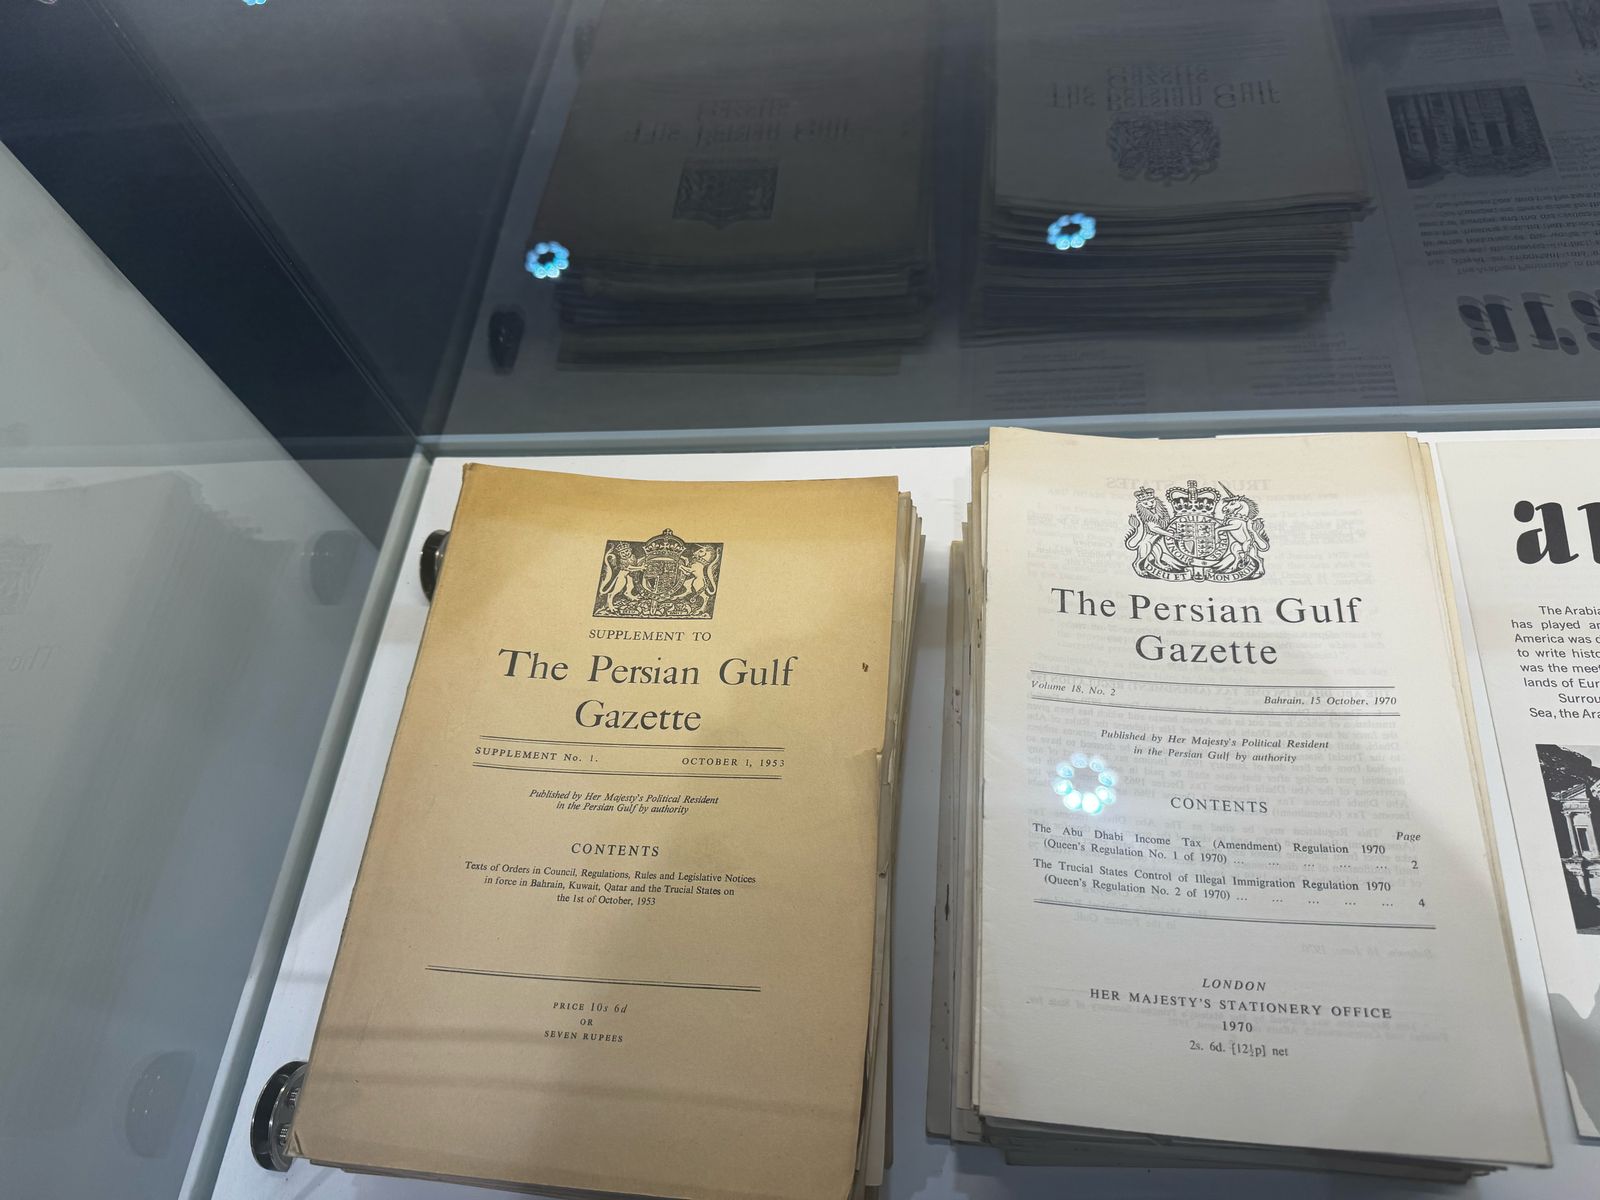 SUPPLEMENT TO
The Persian Gulf
Gazette
SUPPLEMENT No. 1.
OCTOBER 1, 1953
Published by Her Majesty's Political Resident
in the Persian Gulf by authority
CONTENTS
Texts of Orders in Council, Regulations, Rules and Legislative Notices
in force in Bahrain, Kuwait, Qatar and the Trucial States on
the 1st of October, 1953
PRICE 10s 6d
OR
SEVEN RUPEES
DIEU ET MON DROIT
The Persian Gulf
Gazette
Volume 18, No. 2
Bahrain, 15 October, 1970
Published by Her Majesty's Political Resident
in the Persian Gulf by authority
CONTENTS
Page
The Abu Dhabi Income Tax (Amendment) Regulation 1970
(Queen's Regulation No. 1 of 1970) ... ... ... ... ... 2
The Trucial States Control of Illegal Immigration Regulation 1970
(Queen's Regulation No. 2 of 1970) ... ... ... ... ... 4
LONDON
HER MAJESTY'S STATIONERY OFFICE
1970
2s. 6d. [12½p] net
The
has played
America was
to write
was the
lands of
Sea, the